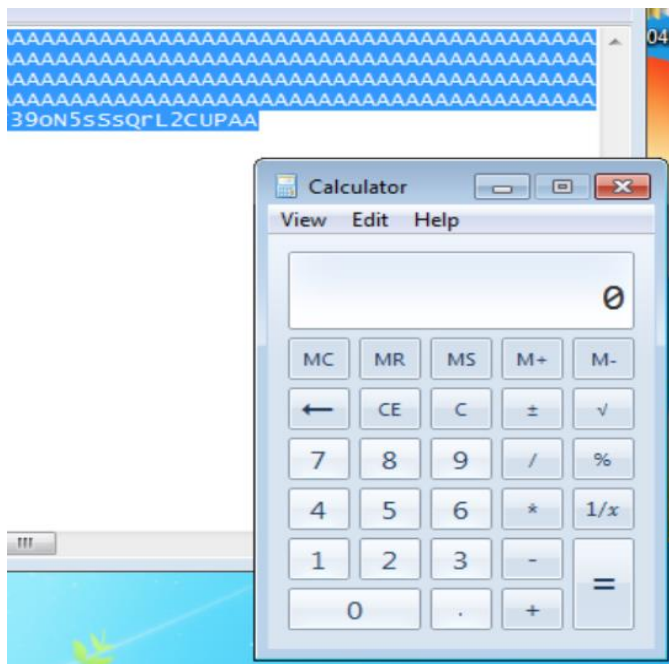 AAAAAAAAAAAAAAAAAAAAAAAAAAAAAAAAAAAAAAAA
AAAAAAAAAAAAAAAAAAAAAAAAAAAAAAAAAAAAAAAA
AAAAAAAAAAAAAAAAAAAAAAAAAAAAAAAAAAAAAAAA
AAAAAAAAAAAAAAAAAAAAAAAAAAAAAAAAAAAAAAAA
39oN5sSsQrL2CUPAA
04
Calculator
View Edit Help
0
MC MR MS M+ M-
← CE C ± √
7 8 9 / %
4 5 6 * 1/x
1 2 3 - =
0 . +